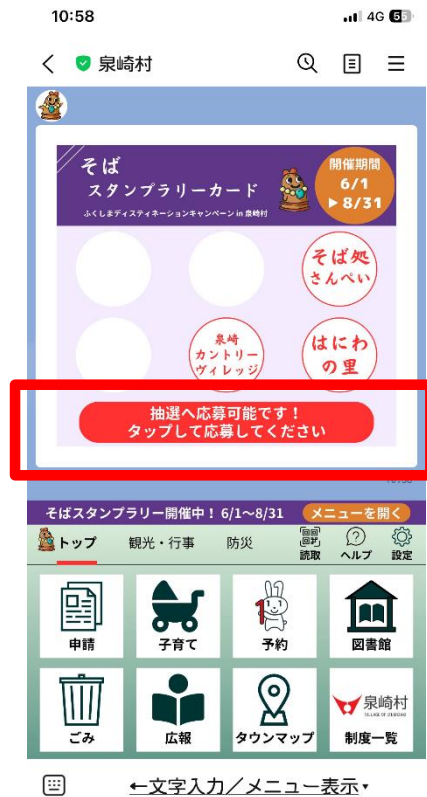 10:58
4G 55
泉崎村
そば
スタンプラリーカード
ふくしまディスティネーションキャンペーン in 泉崎村
開催期間
6/1
▶8/31
そば処
さんぺい
泉崎
カントリー
ヴィレッジ
はにわ
の里
抽選へ応募可能です！
タップして応募してください
そばスタンプラリー開催中！6/1～8/31
メニューを開く
トップ
観光・行事
防災
読取
ヘルプ
設定
申請
子育て
1
予約
図書館
ごみ
広報
タウンマップ
泉崎村
制度一覧
←文字入力／メニュー表示▾